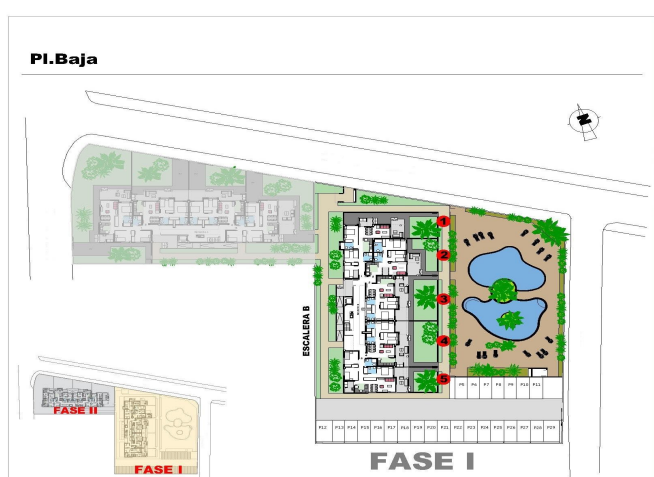 Pl.Baja
N
1
2
3
4
5
ESCALERA B
P5 P6 P7 P8 P9 P10 P11
P12 P13 P14 P15 P16 P17 P18 P19 P20 P21 P22 P23 P24 P25 P26 P27 P28 P29
FASE II
FASE I
FASE I